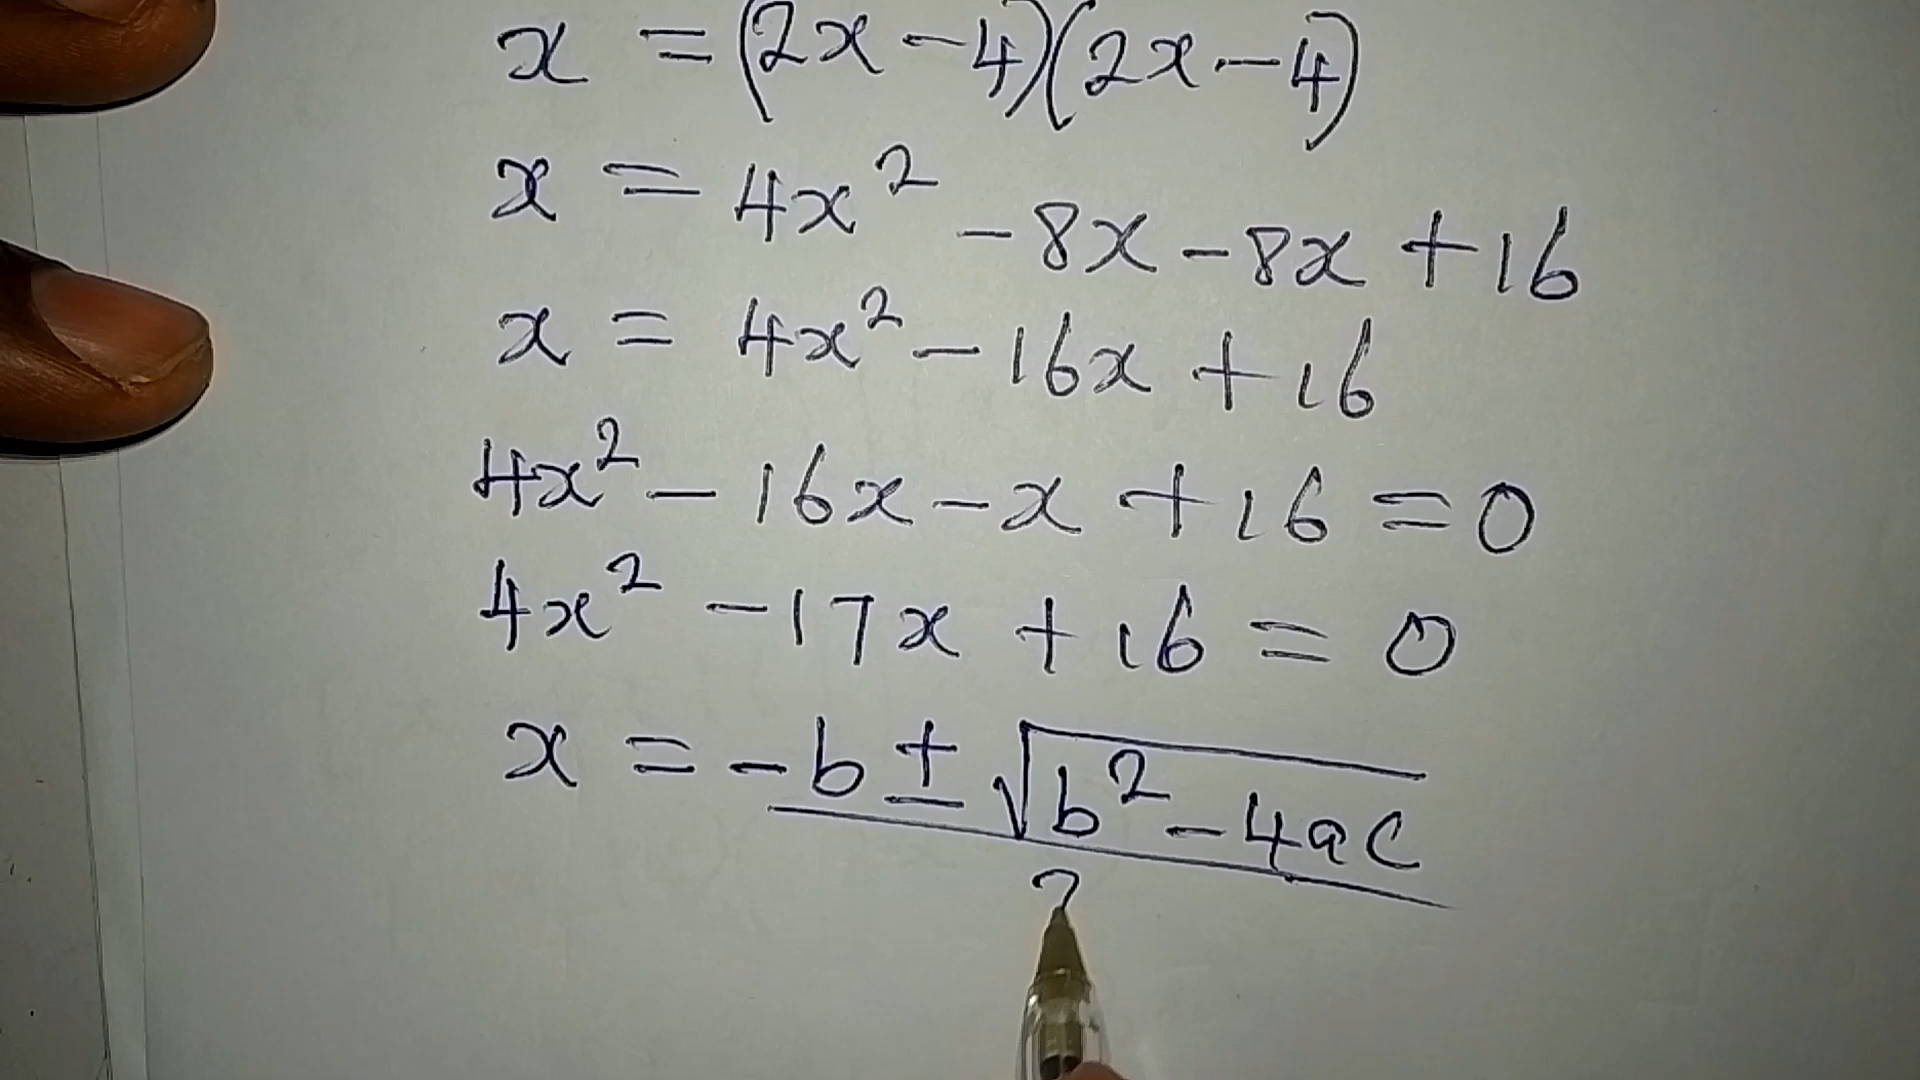 x = (2x - 4)(2x - 4)
x = 4x² - 8x - 8x + 16
x = 4x² - 16x + 16
4x² - 16x - x + 16 = 0
4x² - 17x + 16 = 0
x = -b ± √b² - 4ac
2